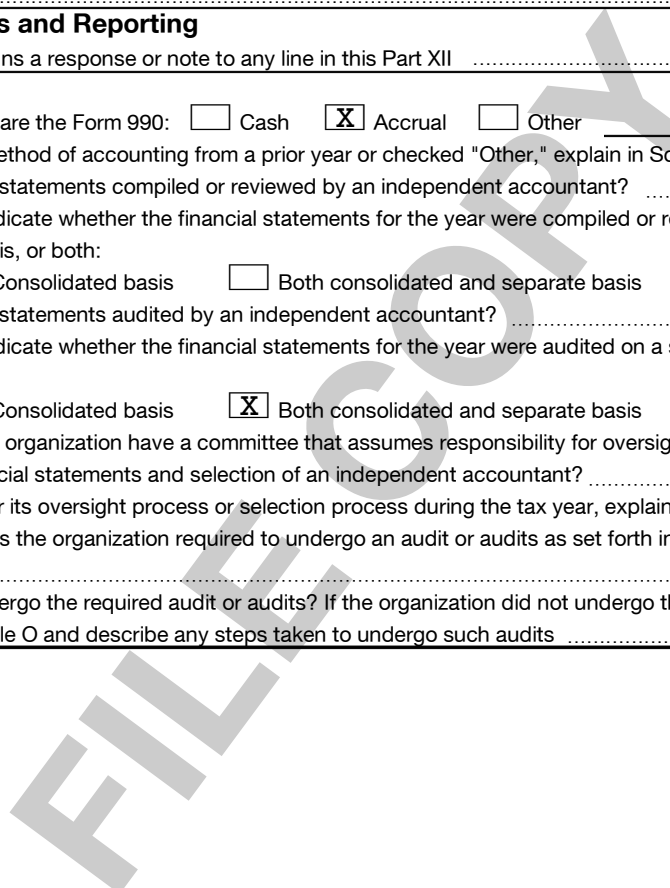 s and Reporting
ns a response or note to any line in this Part XII
are the Form 990: Cash X Accrual Other
ethod of accounting from a prior year or checked "Other," explain in Sc
statements compiled or reviewed by an independent accountant?
dicate whether the financial statements for the year were compiled or re
is, or both:
Consolidated basis Both consolidated and separate basis
statements audited by an independent accountant?
dicate whether the financial statements for the year were audited on a s
Consolidated basis X Both consolidated and separate basis
organization have a committee that assumes responsibility for oversig
cial statements and selection of an independent accountant?
r its oversight process or selection process during the tax year, explain
s the organization required to undergo an audit or audits as set forth in
ergo the required audit or audits? If the organization did not undergo th
le O and describe any steps taken to undergo such audits
FILE COPY